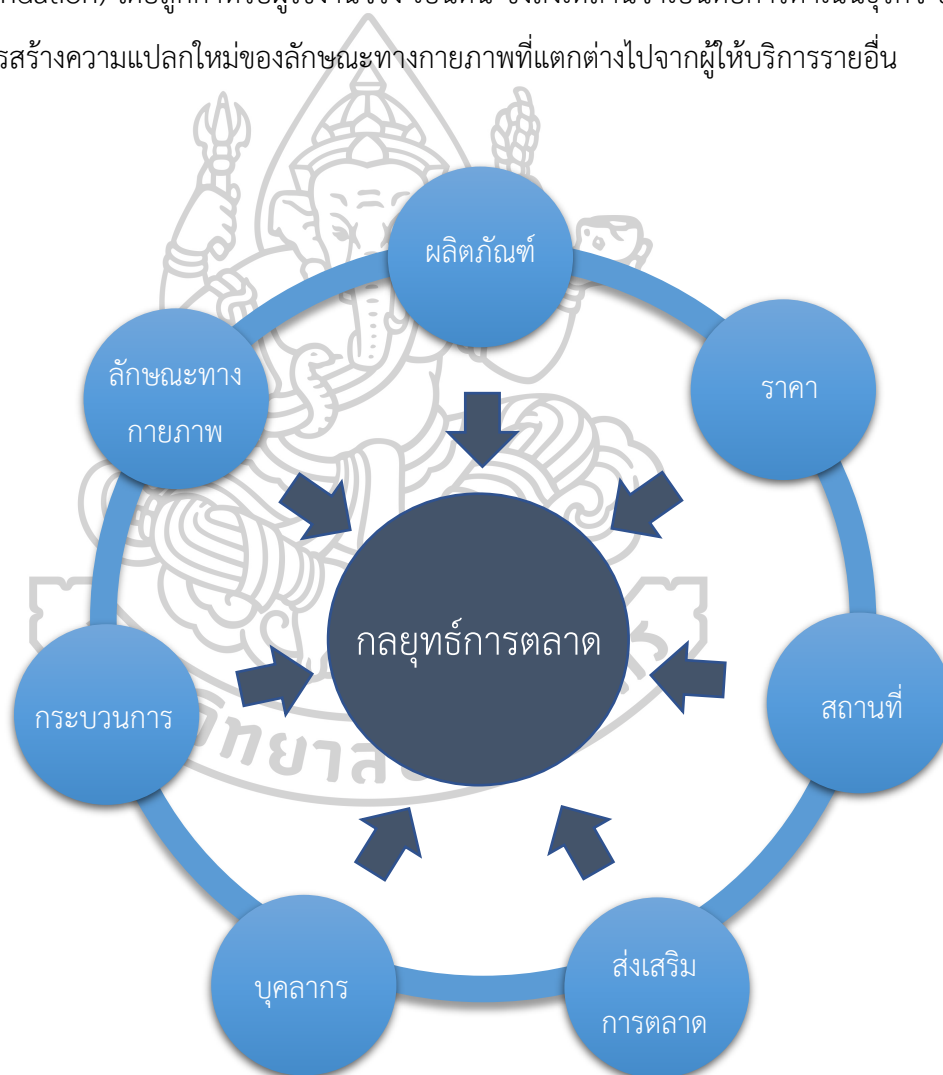 รสร้างความแปลกใหม่ของลักษณะทางกายภาพที่แตกต่างไปจากผู้ให้บริการรายอื่น
ผลิตภัณฑ์
ลักษณะทาง
กายภาพ
ราคา
กลยุทธ์การตลาด
กระบวนการ
สถานที่
บุคลากร
ส่งเสริม
การตลาด